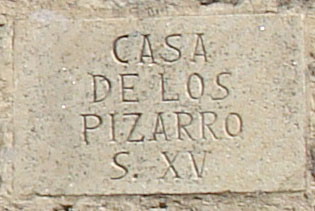 CASA
DE LOS
PIZARRO
S. XV